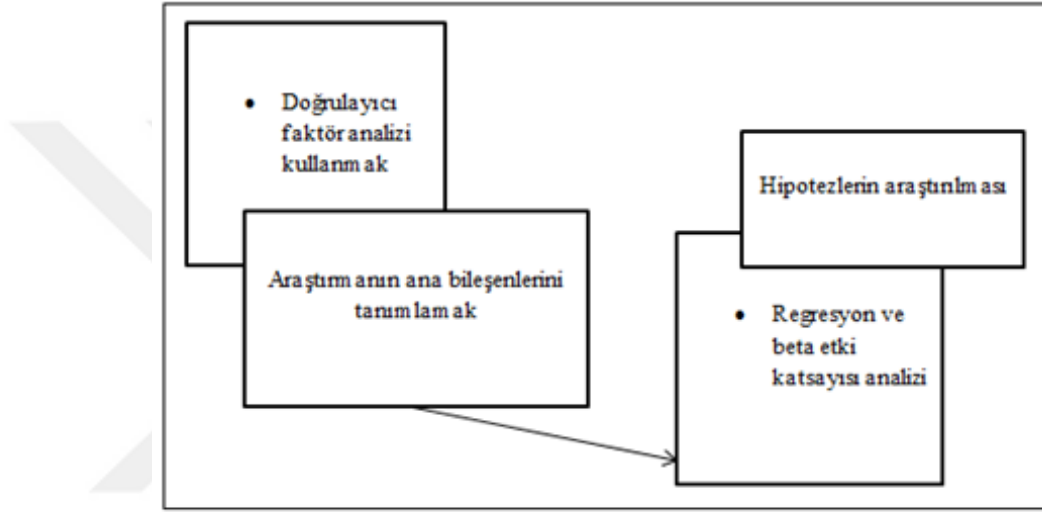 • Doğrulayıcı
faktör analizi
kullanmak
Araştırmanın ana bileşenlerini
tanımlamak
Hipotezlerin araştırılması
• Regresyon ve
beta etki
katsayısı analizi